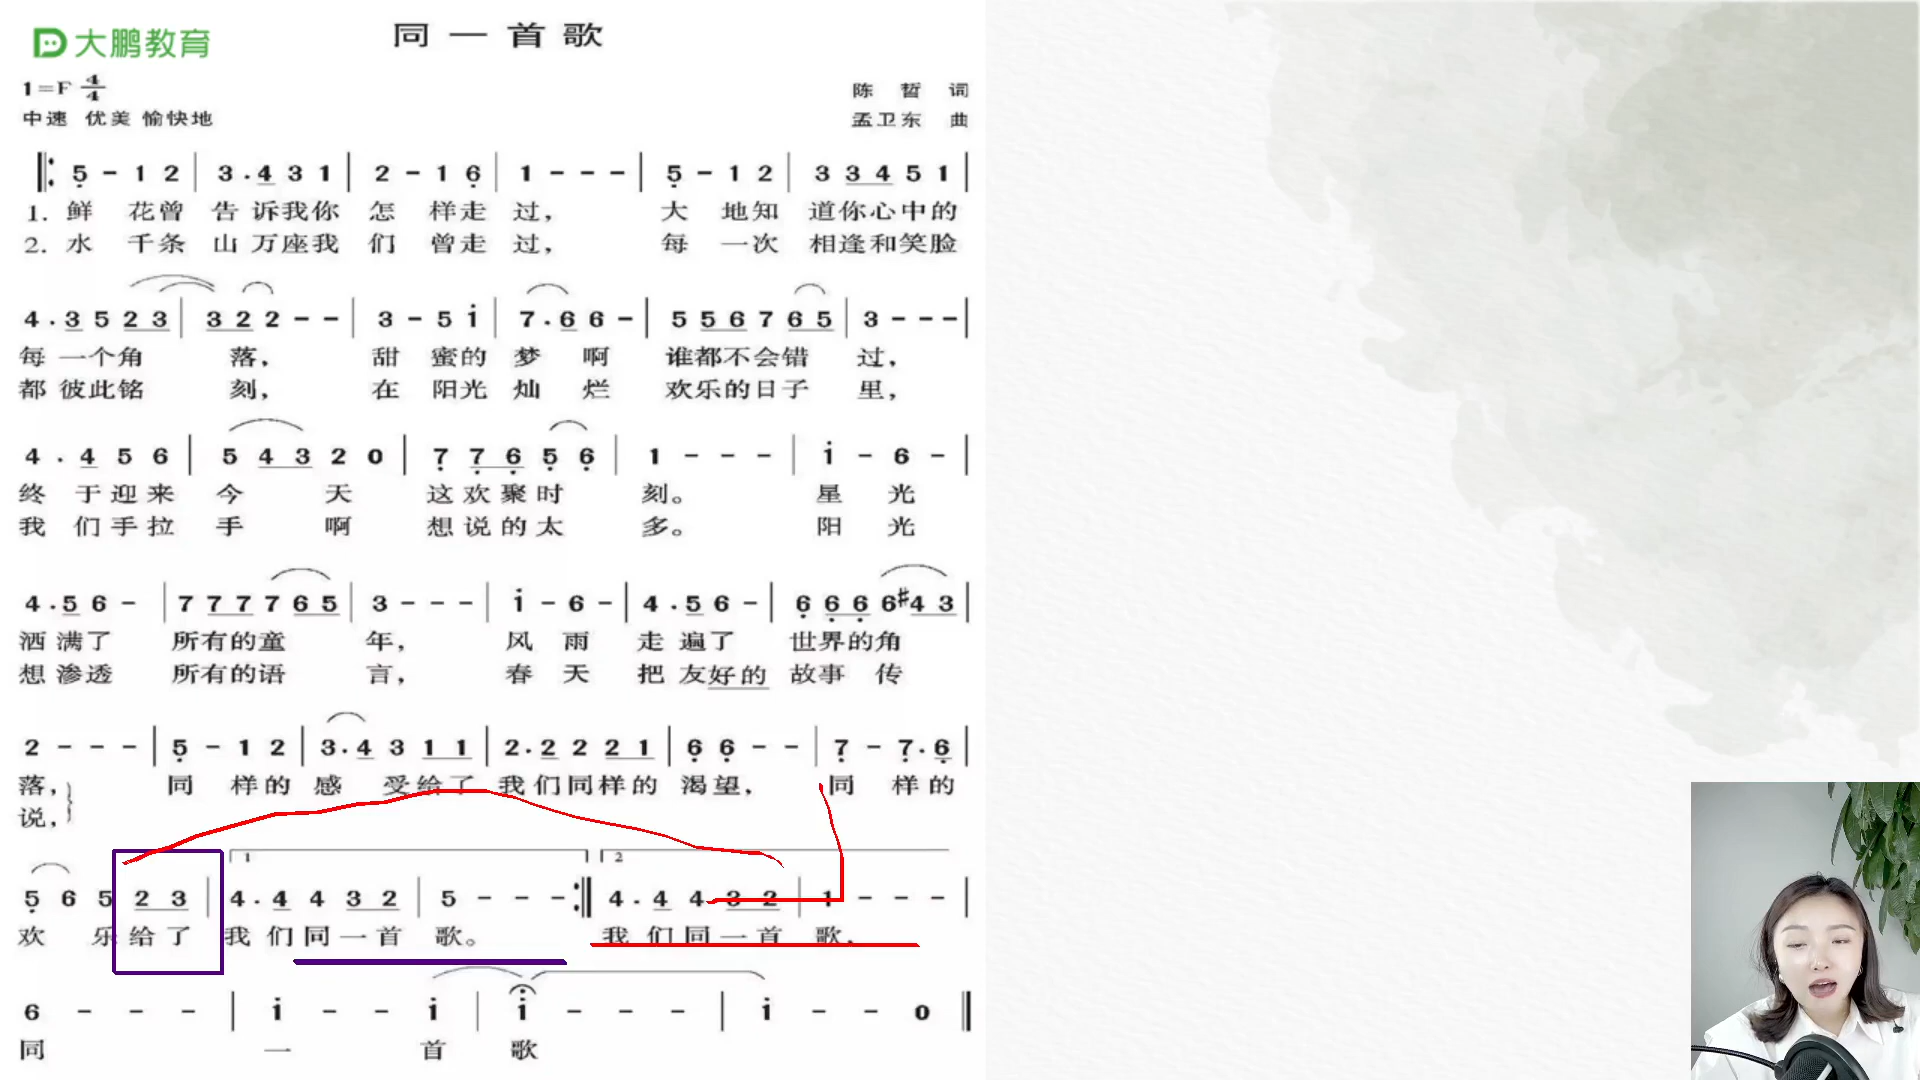 大鹏教育
同一首歌
1=F 4/4
陈哲 词
中速 优美 愉快地
孟卫东 曲
5 - 1 2 | 3 . 4 3 1 | 2 - 1 6 | 1 - - - | 5 - 1 2 | 3 3 4 5 1 |
1. 鲜 花曾 告 诉我你 怎 样走 过, 大 地知 道你心中的
2. 水 千条 山 万座我 们 曾走 过, 每 一次 相逢和笑脸
4 . 3 5 2 3 | 3 2 2 - - | 3 - 5 i | 7 . 6 6 - | 5 5 6 7 6 5 | 3 - - - |
每 一个角 落, 甜 蜜的 梦 啊 谁都不会错 过,
都 彼此铭 刻, 在 阳光 灿 烂 欢乐的日子 里,
4 . 4 5 6 | 5 4 3 2 0 | 7 7 6 5 6 | 1 - - - | i - 6 - |
终 于迎来 今 天 这欢聚时 刻。 星 光
我 们手拉 手 啊 想说的太 多。 阳 光
4 . 5 6 - | 7 7 7 7 6 5 | 3 - - - | i - 6 - | 4 . 5 6 - | 6 6 6 6 #4 3 |
洒满了 所有的童 年, 风 雨 走 遍了 世界的角
想渗透 所有的语 言, 春 天 把 友好的 故事 传
2 - - - | 5 - 1 2 | 3 . 4 3 1 1 | 2 . 2 2 2 1 | 6 6 - - | 7 - 7 . 6 |
落, 同 样的 感 受给了 我们同样的 渴望, 同 样的
说,
1 2
5 6 5 2 3 | 4 . 4 4 3 2 | 5 - - - :|| 4 . 4 4 3 2 | 1 - - - |
欢 乐给了 我 们同一首 歌。 我 们同一首 歌,
6 - - - | i - - i | i - - - | i - - 0 ||
同 一 首 歌